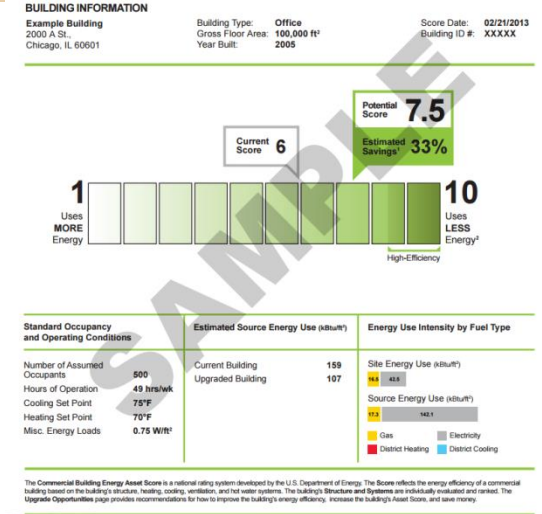 BUILDING INFORMATION
Example Building
2000 A St.,
Chicago, IL 60601
Building Type: Office
Gross Floor Area: 100,000 ft²
Year Built: 2005
Score Date: 02/21/2013
Building ID #: XXXXX
SAMPLE
Potential Score 7.5
Estimated Savings¹ 33%
Current Score 6
1
Uses
MORE
Energy
10
Uses
LESS
Energy²
High-Efficiency
Standard Occupancy
and Operating Conditions
Number of Assumed
Occupants 500
Hours of Operation 49 hrs/wk
Cooling Set Point 75°F
Heating Set Point 70°F
Misc. Energy Loads 0.75 W/ft²
Estimated Source Energy Use (kBtu/ft²)
Current Building 159
Upgraded Building 107
Energy Use Intensity by Fuel Type
Site Energy Use (kBtu/ft²)
16.5 42.5
Source Energy Use (kBtu/ft²)
17.3 142.1
Gas Electricity
District Heating District Cooling
The Commercial Building Energy Asset Score is a national rating system developed by the U.S. Department of Energy. The Score reflects the energy efficiency of a commercial
building based on the building's structure, heating, cooling, ventilation, and hot water systems. The building's Structure and Systems are individually evaluated and ranked. The
Upgrade Opportunities page provides recommendations for how to improve the building's energy efficiency, increase the building's Asset Score, and save money.